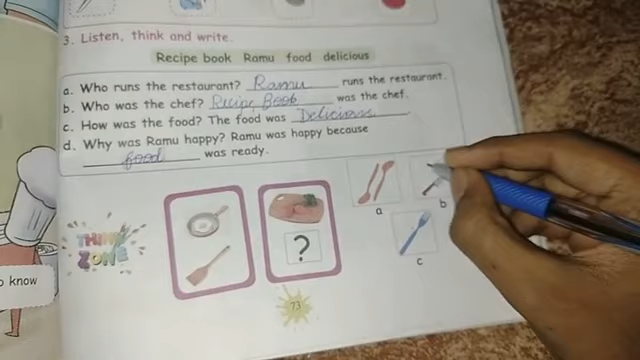 3. Listen, think and write.
Recipe book Ramu food delicious
a. Who runs the restaurant? Ramu runs the restaurant.
b. Who was the chef? Recipe Book was the chef.
c. How was the food? The food was Delicious.
d. Why was Ramu happy? Ramu was happy because
food was ready.
a
b
THINK
ZONE
?
c
o know
73